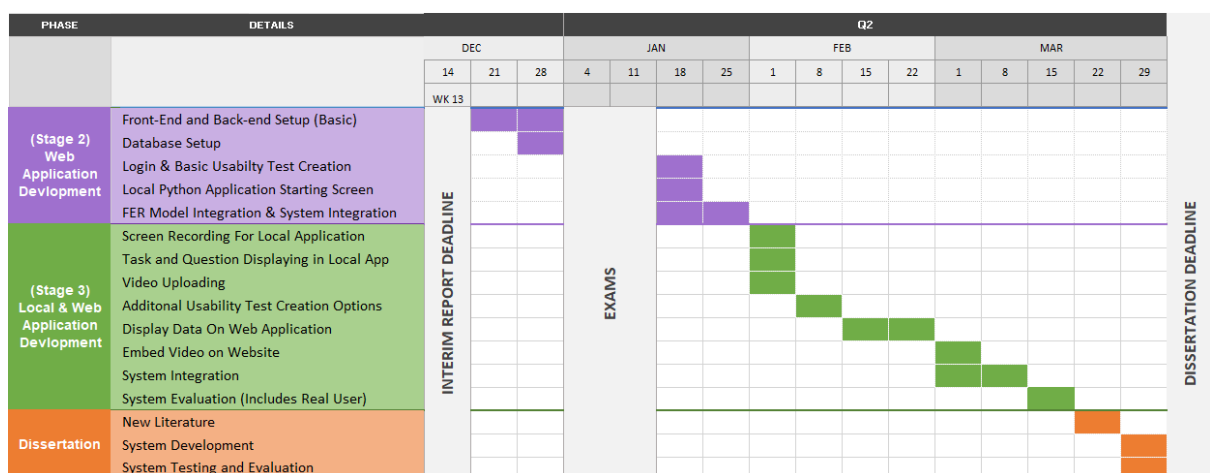 PHASE DETAILS Q2
DEC JAN FEB MAR
14 21 28 4 11 18 25 1 8 15 22 1 8 15 22 29
WK 13
(Stage 2)
Web
Application
Devlopment
Front-End and Back-end Setup (Basic)
Database Setup
Login & Basic Usabilty Test Creation
Local Python Application Starting Screen
FER Model Integration & System Integration
(Stage 3)
Local & Web
Application
Devlopment
Screen Recording For Local Application
Task and Question Displaying in Local App
Video Uploading
Additonal Usability Test Creation Options
Display Data On Web Application
Embed Video on Website
System Integration
System Evaluation (Includes Real User)
Dissertation
New Literature
System Development
System Testing and Evaluation
INTERIM REPORT DEADLINE
EXAMS
DISSERTATION DEADLINE